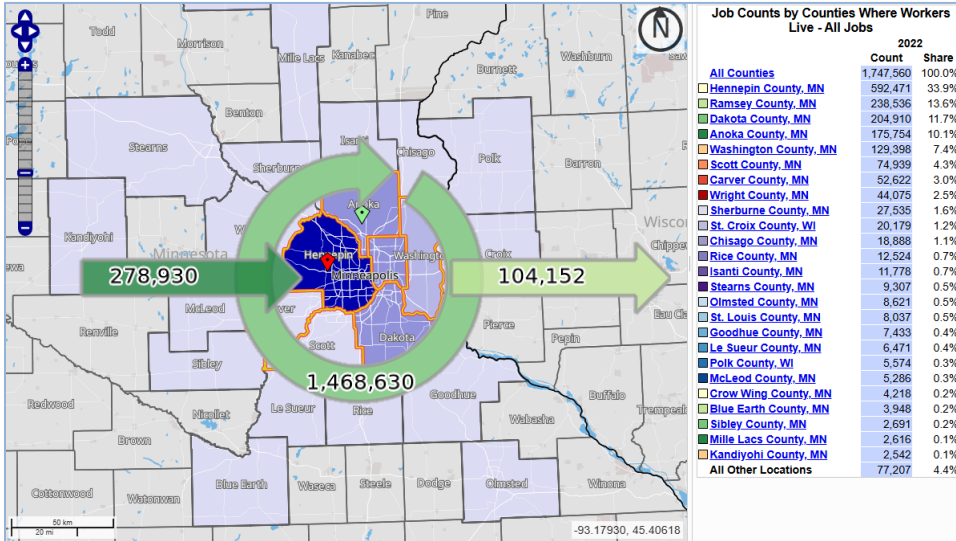 Job Counts by Counties Where Workers
Live - All Jobs
2022
Count Share
All Counties 1,747,560 100.0%
Hennepin County, MN 592,471 33.9%
Ramsey County, MN 238,536 13.6%
Dakota County, MN 204,910 11.7%
Anoka County, MN 175,754 10.1%
Washington County, MN 129,398 7.4%
Scott County, MN 74,939 4.3%
Carver County, MN 52,622 3.0%
Wright County, MN 44,075 2.5%
Sherburne County, MN 27,535 1.6%
St. Croix County, WI 20,179 1.2%
Chisago County, MN 18,888 1.1%
Rice County, MN 12,524 0.7%
Isanti County, MN 11,778 0.7%
Stearns County, MN 9,307 0.5%
Olmsted County, MN 8,621 0.5%
St. Louis County, MN 8,037 0.5%
Goodhue County, MN 7,433 0.4%
Le Sueur County, MN 6,471 0.4%
Polk County, WI 5,574 0.3%
McLeod County, MN 5,286 0.3%
Crow Wing County, MN 4,218 0.2%
Blue Earth County, MN 3,948 0.2%
Sibley County, MN 2,691 0.2%
Mille Lacs County, MN 2,616 0.1%
Kandiyohi County, MN 2,542 0.1%
All Other Locations 77,207 4.4%
N
Pine
Todd
Morrison
Mille Lacs
Kanabec
Burnett
Washburn
Benton
Stearns
Isanti
Chisago
Polk
Barron
Sherburn
Anoka
Kandiyohi
Minnesota
Hennepin
Washingto
Croix
Wiscon
Chippe
278,930
Minneapolis
104,152
McLeod
ver
Pierce
Eau Cla
Renville
Scott
Dakota
Pepin
Sibley
1,468,630
Redwood
Nicollet
Le Sueur
Rice
Goodhue
Buffalo
Wabasha
Trempeal
Brown
Cottonwood
Watonwan
Blue Earth
Waseca
Steele
Dodge
Olmsted
Winona
50 km
20 mi
-93.17930, 45.40618